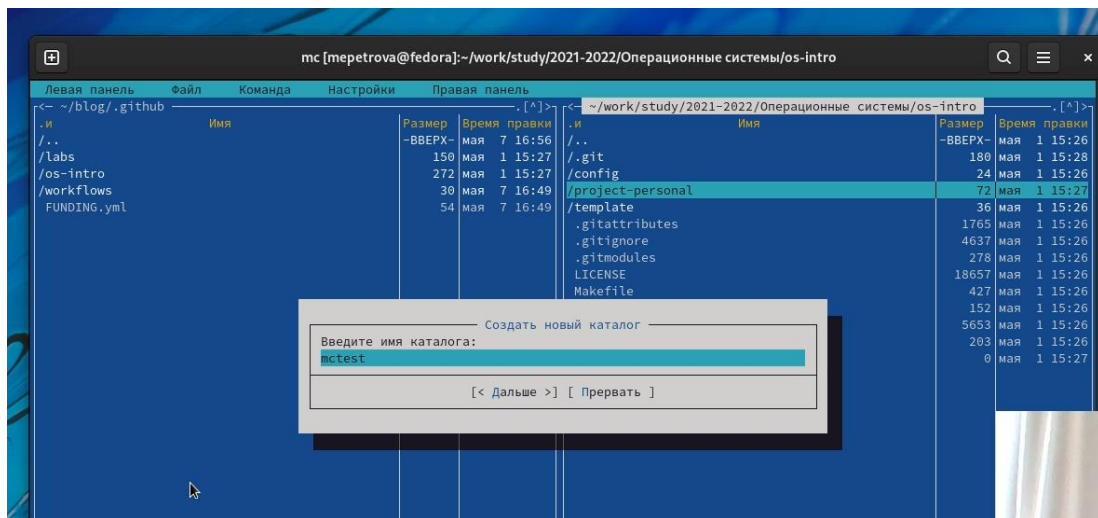 mc [mepetrova@fedora]:~/work/study/2021-2022/Операционные системы/os-intro
Левая панель Файл Команда Настройки Правая панель
<— ~/blog/.github .[^]>
.и Имя Размер Время правки
/.. -ВВЕРХ- мая 7 16:56
/labs 150 мая 1 15:27
/os-intro 272 мая 1 15:27
/workflows 30 мая 7 16:49
FUNDING.yml 54 мая 7 16:49
<— ~/work/study/2021-2022/Операционные системы/os-intro .[^]>
.и Имя Размер Время правки
/.. -ВВЕРХ- мая 1 15:26
/.git 180 мая 1 15:28
/config 24 мая 1 15:26
/project-personal 72 мая 1 15:27
/template 36 мая 1 15:26
.gitattributes 1765 мая 1 15:26
.gitignore 4637 мая 1 15:26
.gitmodules 278 мая 1 15:26
LICENSE 18657 мая 1 15:26
Makefile 427 мая 1 15:26
152 мая 1 15:26
5653 мая 1 15:26
203 мая 1 15:26
0 мая 1 15:27
Создать новый каталог
Введите имя каталога:
mctest
[< Дальше >] [ Прервать ]